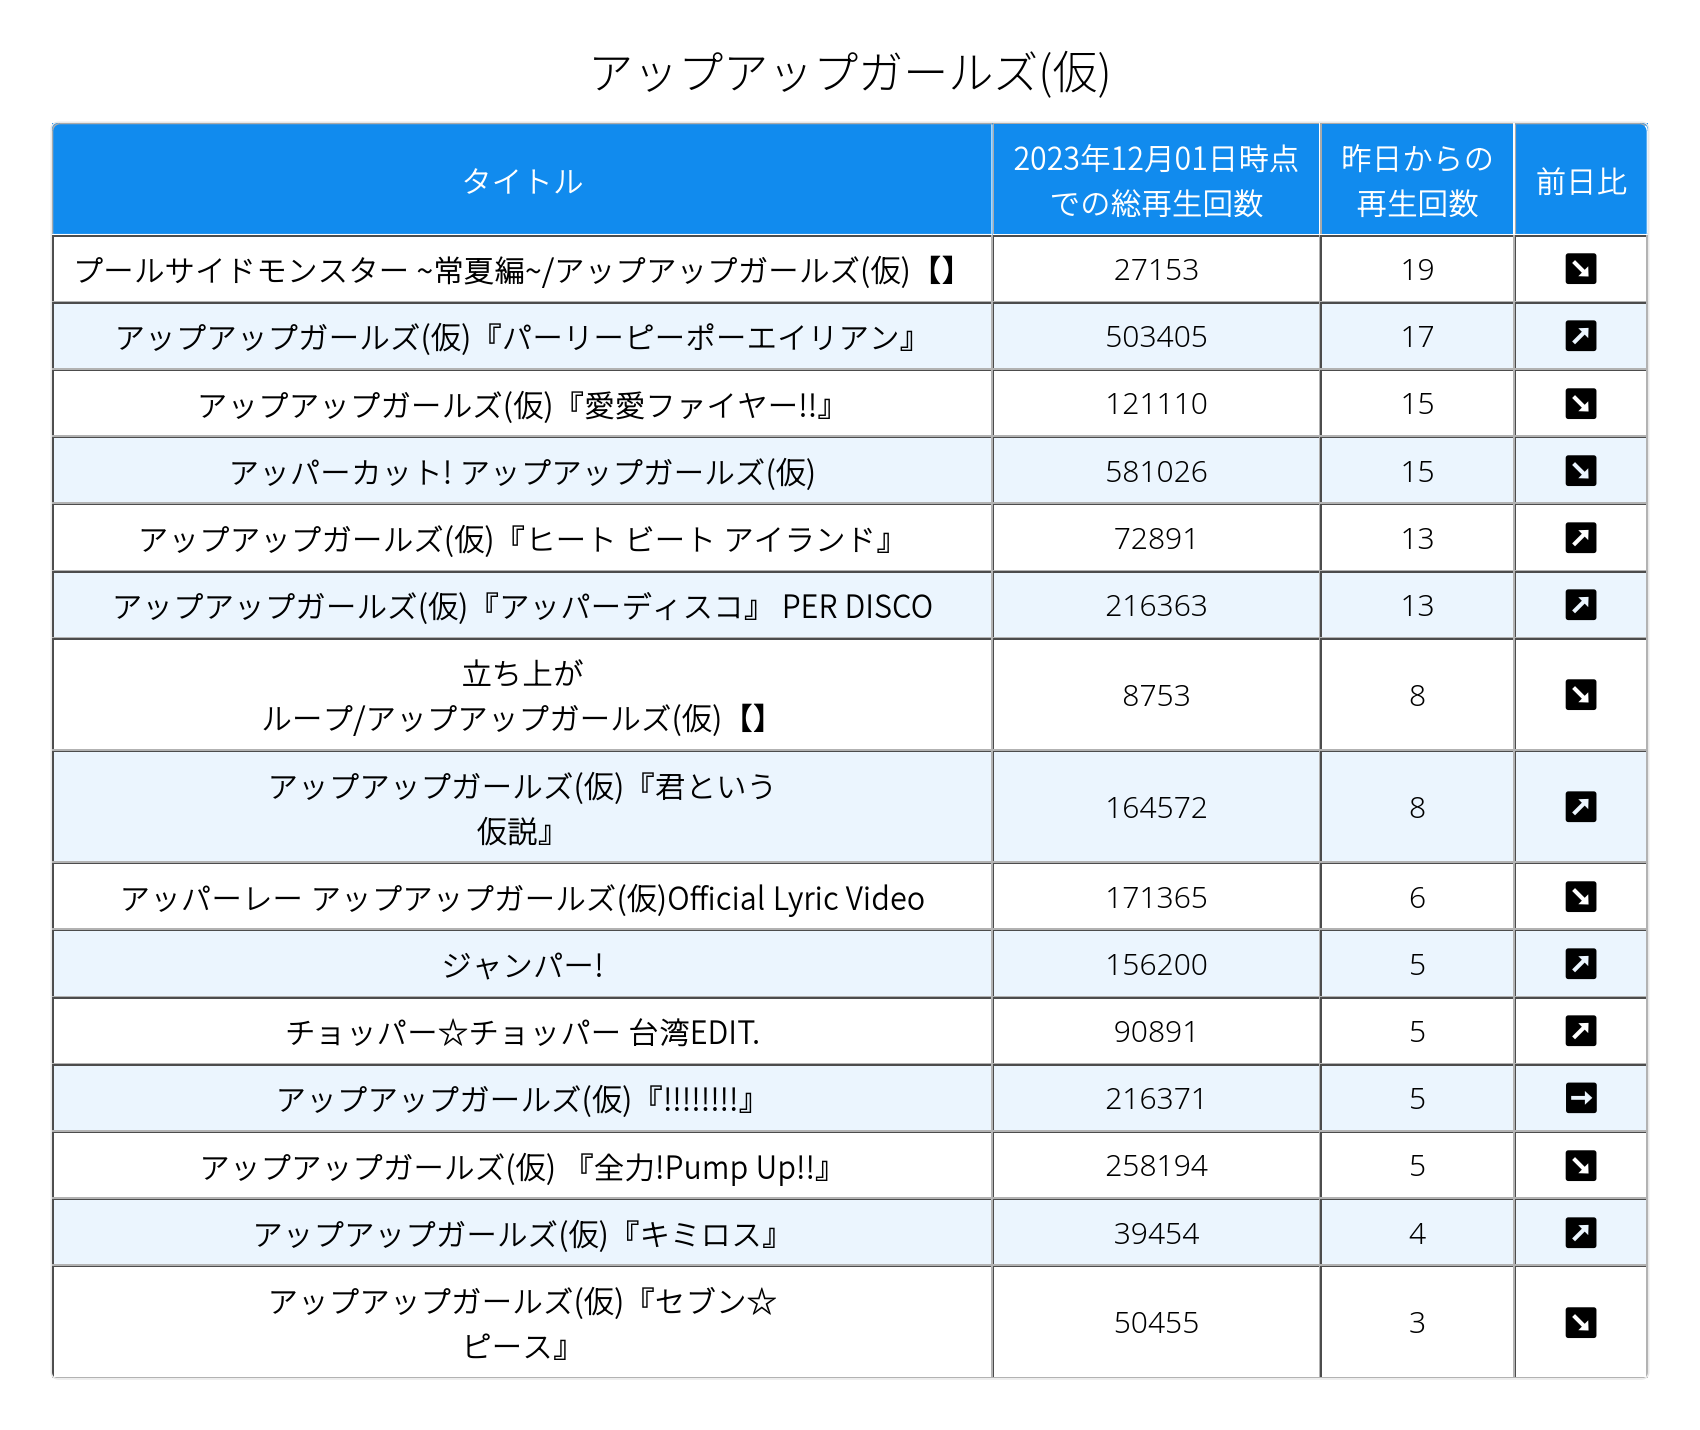 アップアップガールズ(仮)
タイトル 2023年12月01日時点での総再生回数 昨日からの再生回数 前日比
プールサイドモンスター ~常夏編~/アップアップガールズ(仮)【】 27153 19 ↘
アップアップガールズ(仮)『パーリーピーポーエイリアン』 503405 17 ↗
アップアップガールズ(仮)『愛愛ファイヤー!!』 121110 15 ↘
アッパーカット! アップアップガールズ(仮) 581026 15 ↘
アップアップガールズ(仮)『ヒート ビート アイランド』 72891 13 ↗
アップアップガールズ(仮)『アッパーディスコ』 PER DISCO 216363 13 ↗
立ち上が
ループ/アップアップガールズ(仮)【】 8753 8 ↘
アップアップガールズ(仮)『君という
仮説』 164572 8 ↗
アッパーレー アップアップガールズ(仮)Official Lyric Video 171365 6 ↘
ジャンパー! 156200 5 ↗
チョッパー☆チョッパー 台湾EDIT. 90891 5 ↗
アップアップガールズ(仮)『!!!!!!!!』 216371 5 →
アップアップガールズ(仮) 『全力!Pump Up!!』 258194 5 ↘
アップアップガールズ(仮)『キミロス』 39454 4 ↗
アップアップガールズ(仮)『セブン☆
ピース』 50455 3 ↘